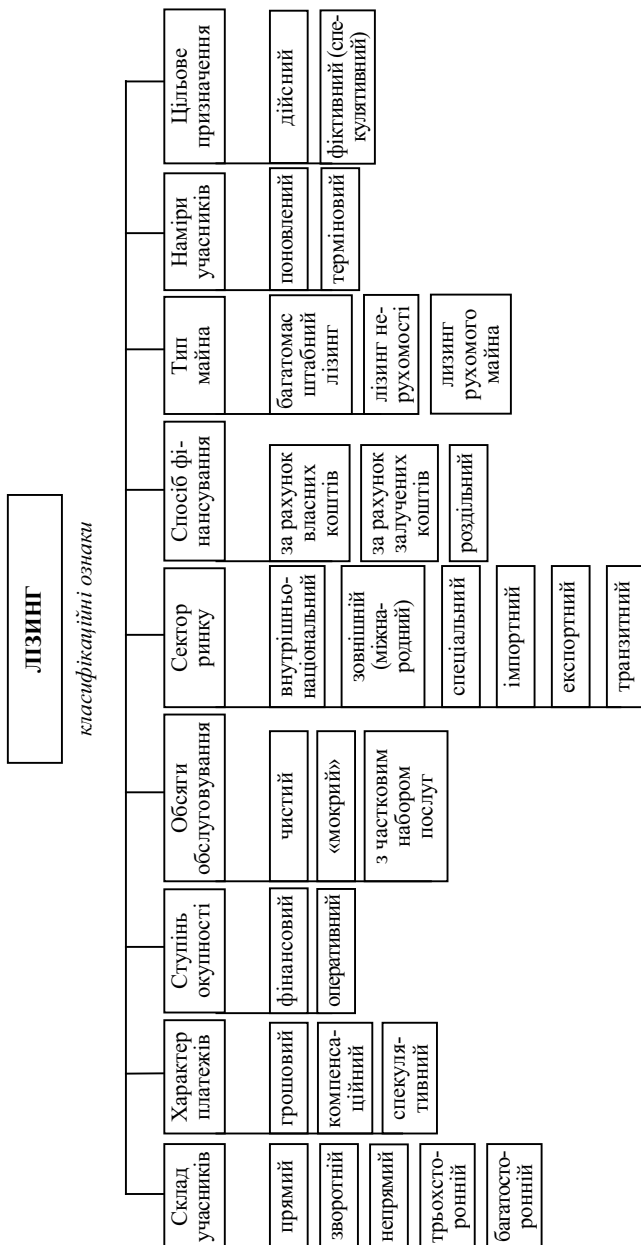 ЛІЗИНГ
класифікаційні ознаки
Склад
учасників
прямий
зворотній
непрямий
трьохсто-
ронній
багатосто-
ронній
Характер
платежів
грошовий
компенса-
ційний
спекуля-
тивний
Ступінь
окупності
фінансовий
оперативний
Обсяги
обслуговування
чистий
«мокрий»
з частковим
набором
послуг
Сектор
ринку
внутрішньо-
національний
зовнішній
(міжна-
родний)
спеціальний
імпортний
експортний
транзитний
Спосіб фі-
нансування
за рахунок
власних
коштів
за рахунок
залучених
коштів
роздільний
Тип
майна
багатомас
штабний
лізинг
лізинг не-
рухомості
лизинг
рухомого
майна
Наміри
учасників
поновлений
терміновий
Цільове
призначення
дійсний
фіктивний (спе-
кулятивний)